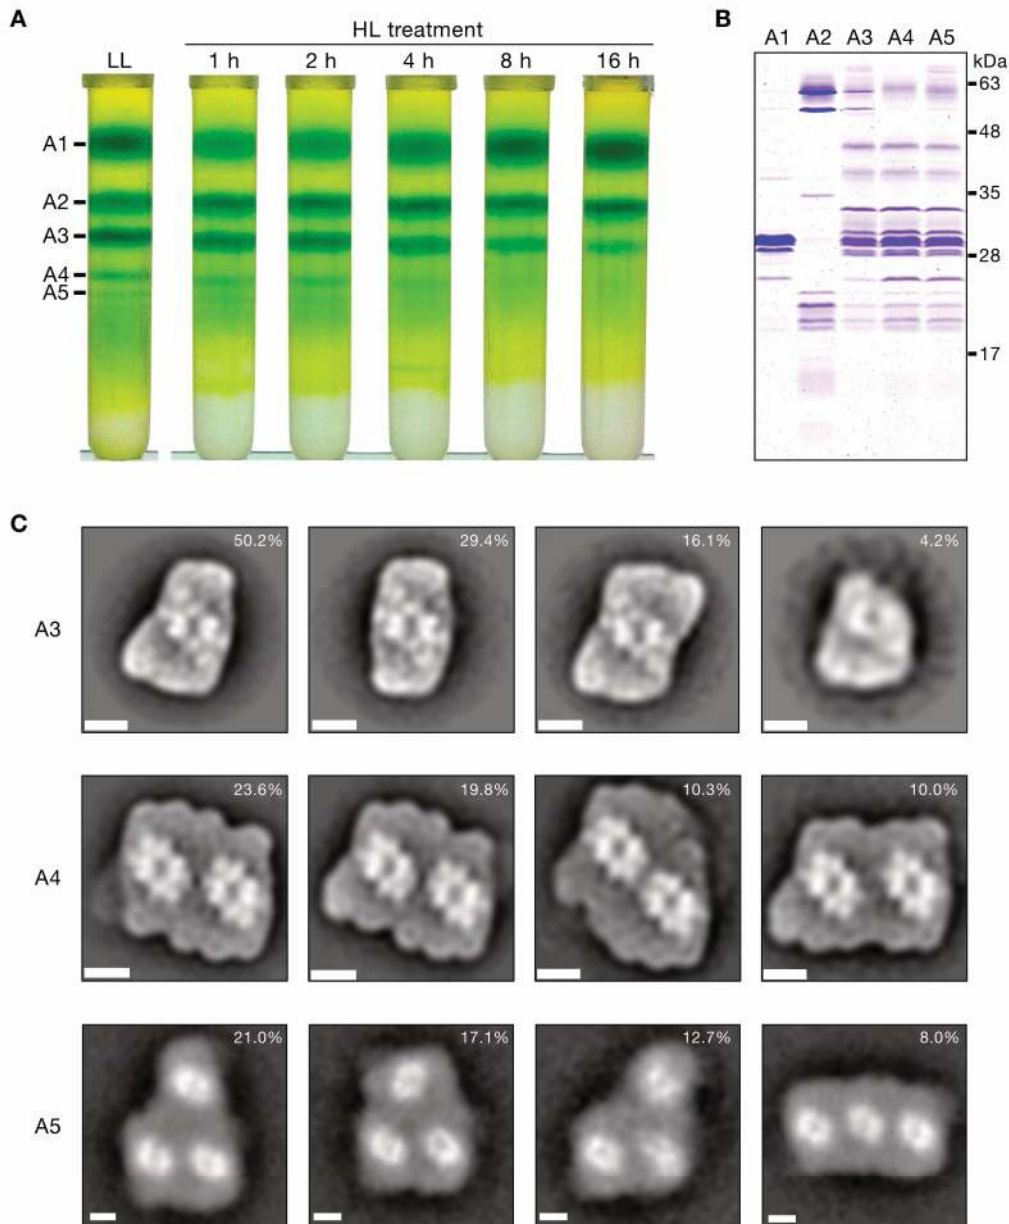 A
HL treatment
LL 1 h 2 h 4 h 8 h 16 h
A1
A2
A3
A4
A5
B
A1 A2 A3 A4 A5
kDa
63
48
35
28
17
C
A3
50.2% 29.4% 16.1% 4.2%
A4
23.6% 19.8% 10.3% 10.0%
A5
21.0% 17.1% 12.7% 8.0%